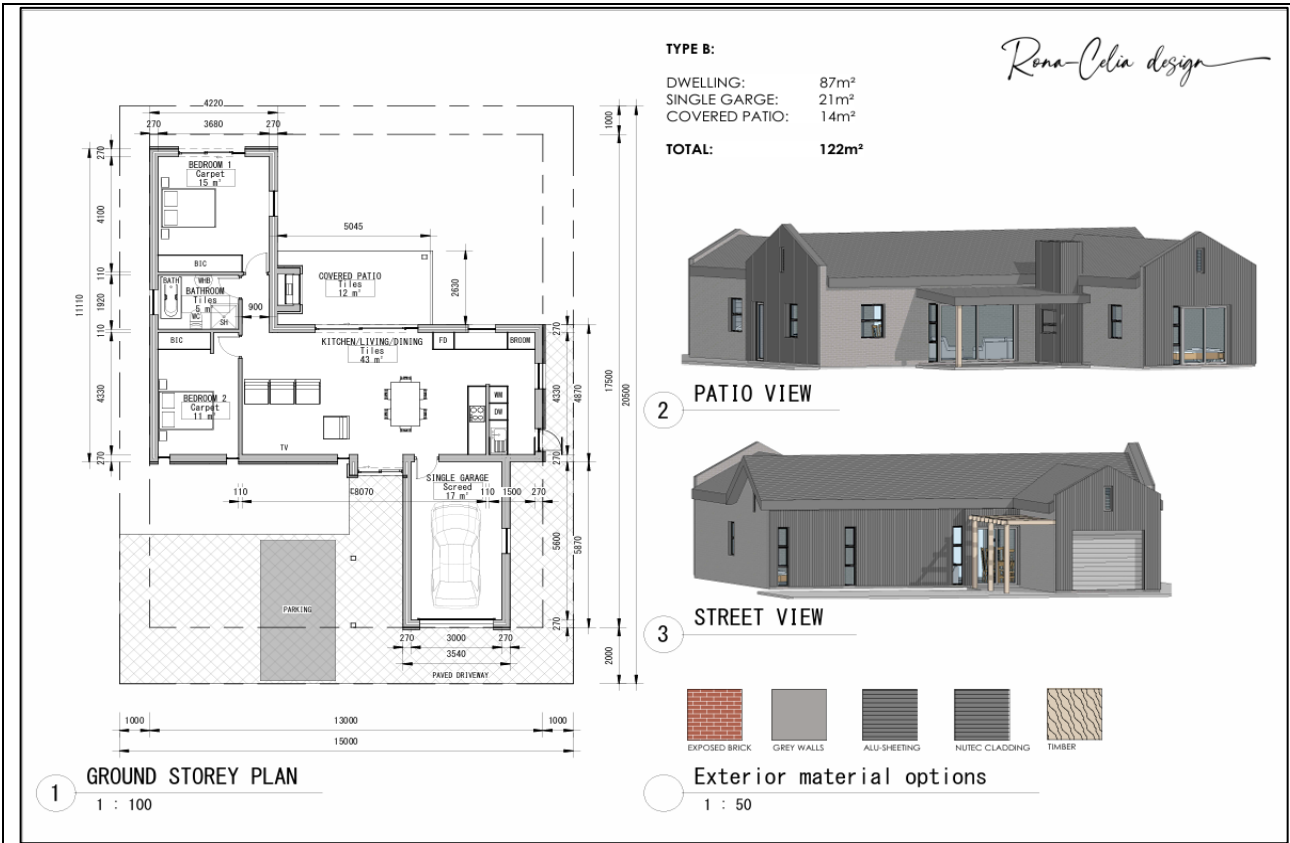 TYPE B:
DWELLING: 87m²
SINGLE GARGE: 21m²
COVERED PATIO: 14m²
TOTAL: 122m²
Rona-Celia design
4220
270 3680 270
1000
270
BEDROOM 1
Carpet
15 m²
4100
5045
BIC
COVERED PATIO
Tiles
12 m²
2630
110
BATH
WHB
BATHROOM
Tiles
5 m²
WC
SH
900
1920
11110
110
BIC
KITCHEN/LIVING/DINING
Tiles
43 m²
FD
BROOM
270
17500
20500
4330
BEDROOM 2
Carpet
11 m²
WM
DW
4330
4870
TV
270
270
SINGLE GARAGE
Screed
17 m²
110
8070
110 1500 270
5600
5870
PARKING
270
270 3000 270
3540
PAVED DRIVEWAY
2000
1000 13000 1000
15000
1 GROUND STOREY PLAN
1 : 100
2 PATIO VIEW
3 STREET VIEW
EXPOSED BRICK
GREY WALLS
ALU-SHEETING
NUTEC CLADDING
TIMBER
Exterior material options
1 : 50